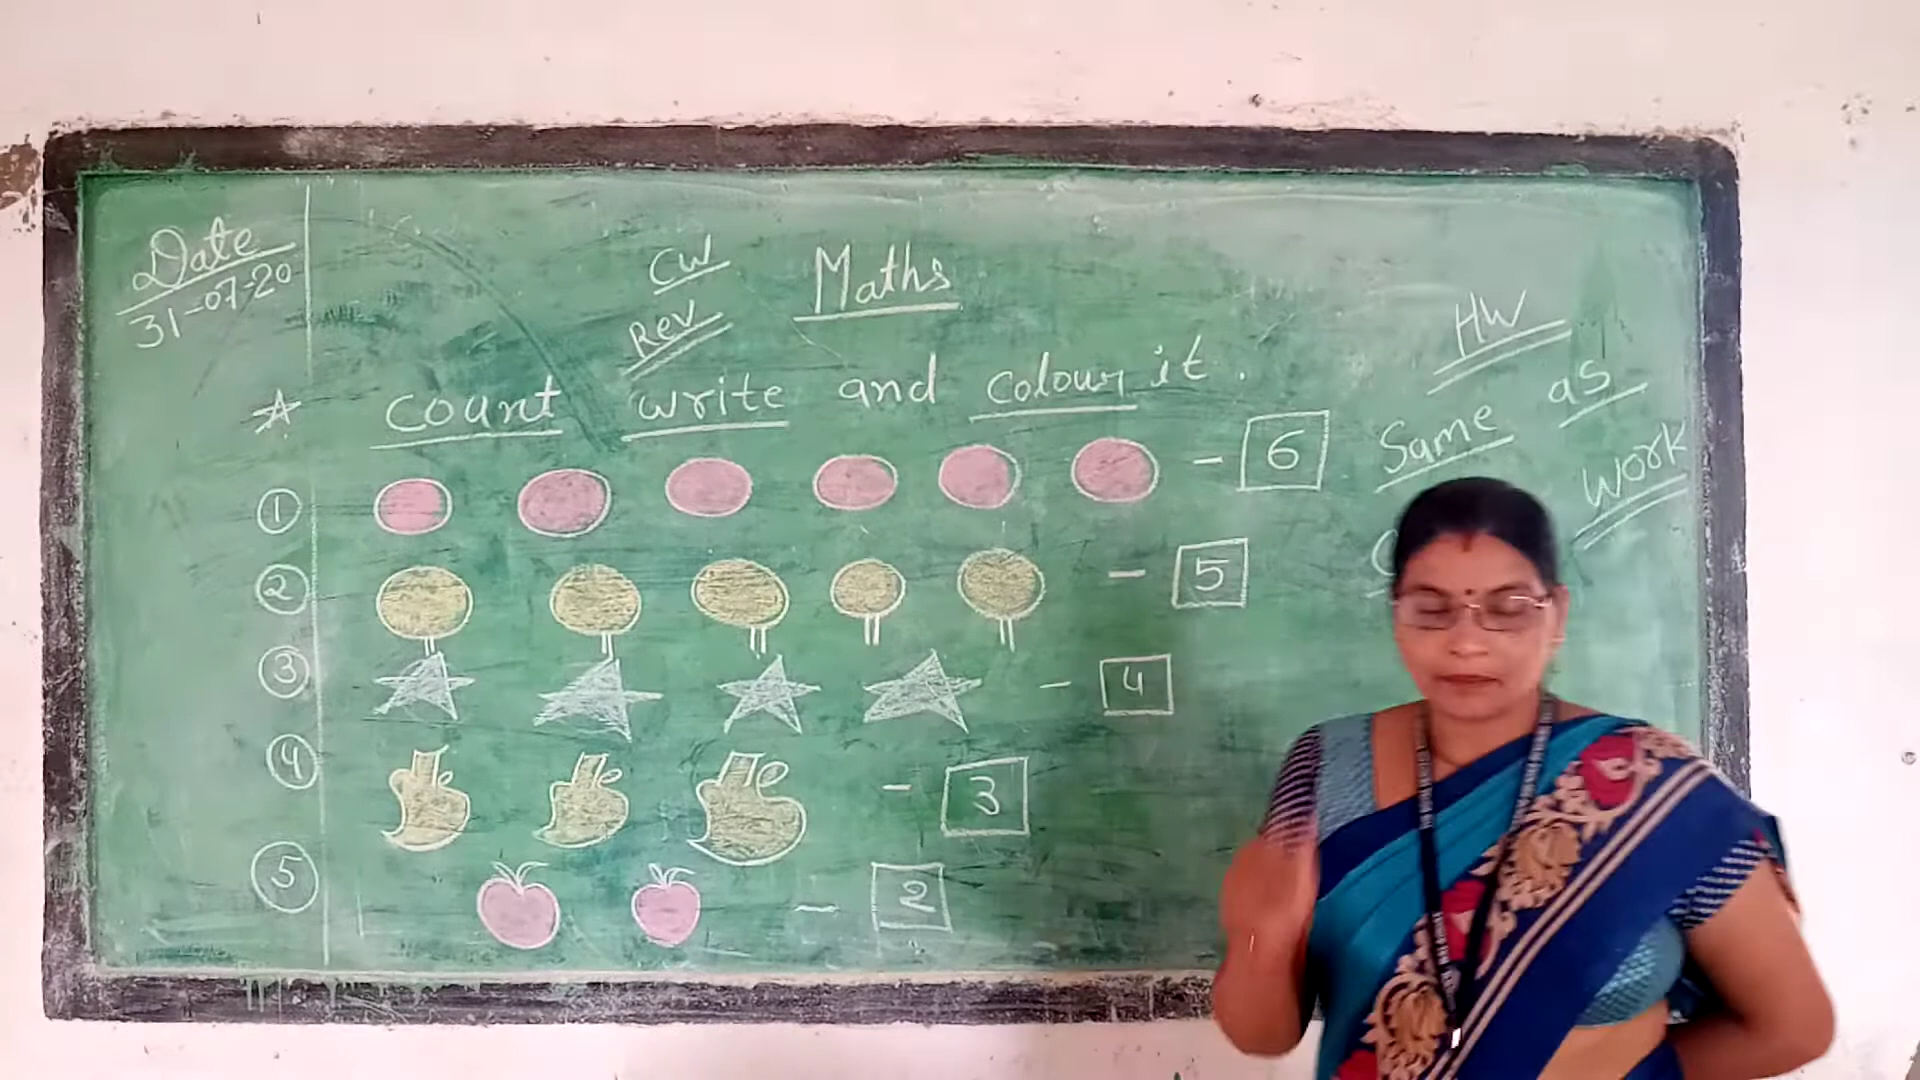 Date
31-07-20
CW Maths
Rev
HW
count write and colour it.
Same as
Work
① - 6
② - 5
③ - 4
④ - 3
⑤ - 2